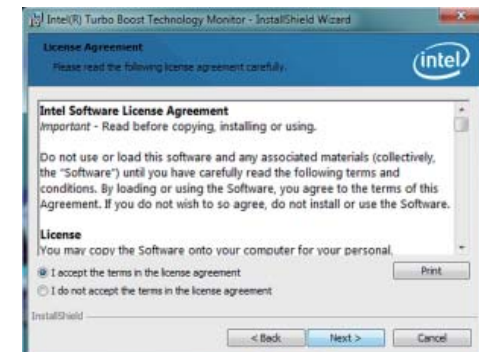 Intel(R) Turbo Boost Technology Monitor - InstallShield Wizard
License Agreement
Please read the following license agreement carefully.
intel
Intel Software License Agreement
Important - Read before copying, installing or using.
Do not use or load this software and any associated materials (collectively,
the "Software") until you have carefully read the following terms and
conditions. By loading or using the Software, you agree to the terms of this
Agreement. If you do not wish to so agree, do not install or use the Software.
License
You may copy the Software onto your computer for your personal,
I accept the terms in the license agreement
Print
I do not accept the terms in the license agreement
InstallShield
< Back
Next >
Cancel